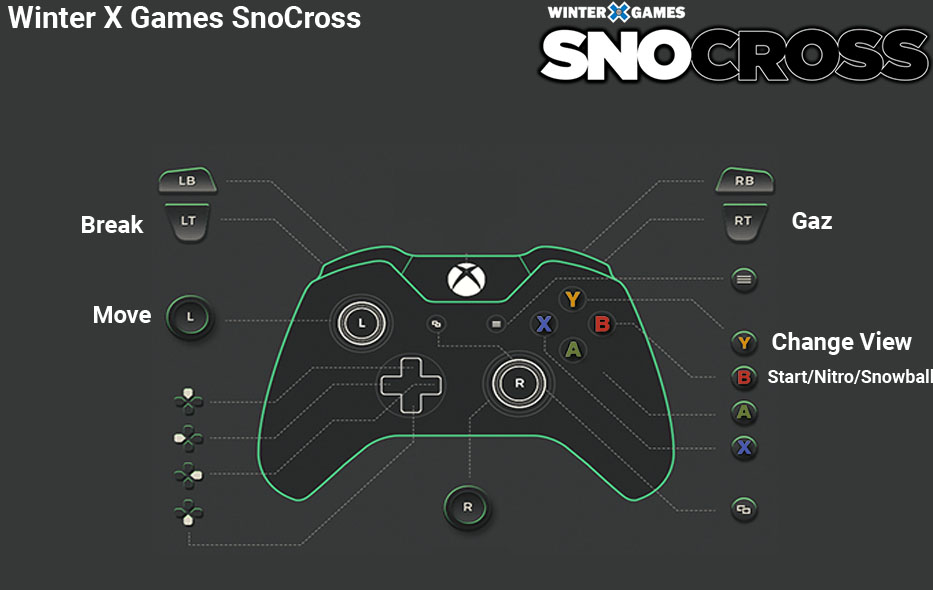 Winter X Games SnoCross
WINTER X GAMES
SNOCROSS
LB
RB
Break
LT
RT
Gaz
Move
L
L
Y
X
B
A
Y
Change View
B
Start/Nitro/Snowball
R
A
X
R